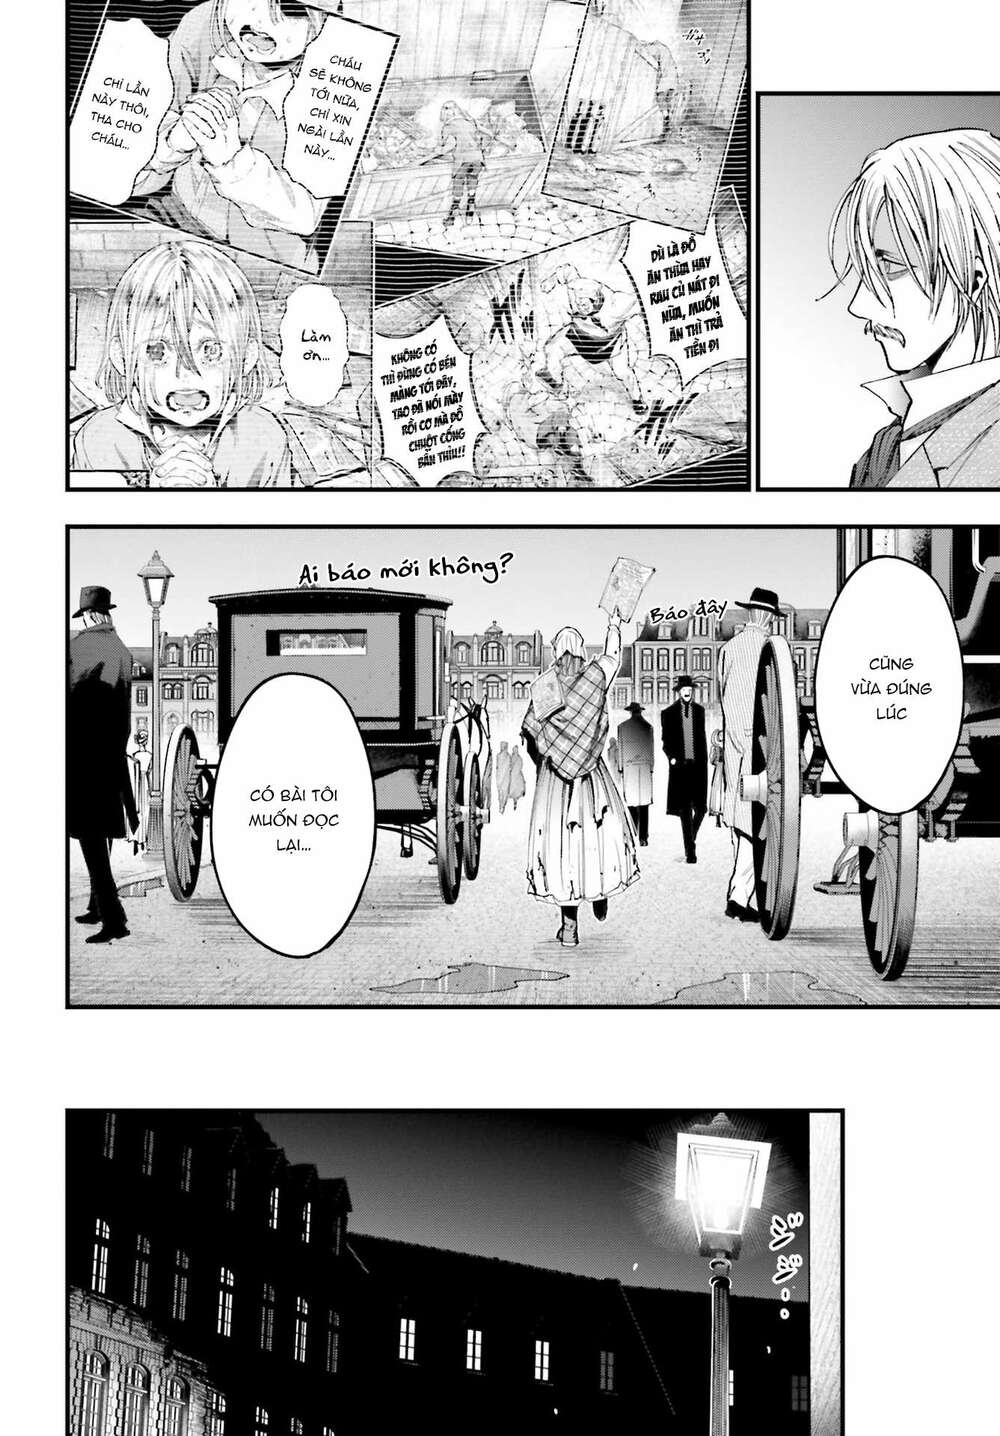 DÙ LÀ ĐỒ
ĂN THỪA HAY
RAU CỦ NÁT ĐI
NỮA, MUỐN
ĂN THÌ TRẢ
TIỀN ĐI
KHÔNG CÓ
THÌ ĐỪNG CÓ BÉN
MẢNG TỚI ĐÂY,
TAO ĐÃ NÓI MÀY
RỒI CƠ MÀ ĐỒ
CHUỘT CỐNG
BẨN THỈU!!
CHÁU
SẼ KHÔNG
TỚI NỮA,
CHỈ XIN
NGÀI LẦN
NÀY...
CHỈ LẦN
NÀY THÔI,
THA CHO
CHÁU...
Làm
ơn...
CŨNG
VỪA ĐÚNG
LÚC
Báo đây
Ai báo mới không?
CÓ BÀI TÔI
MUỐN ĐỌC
LẠI...